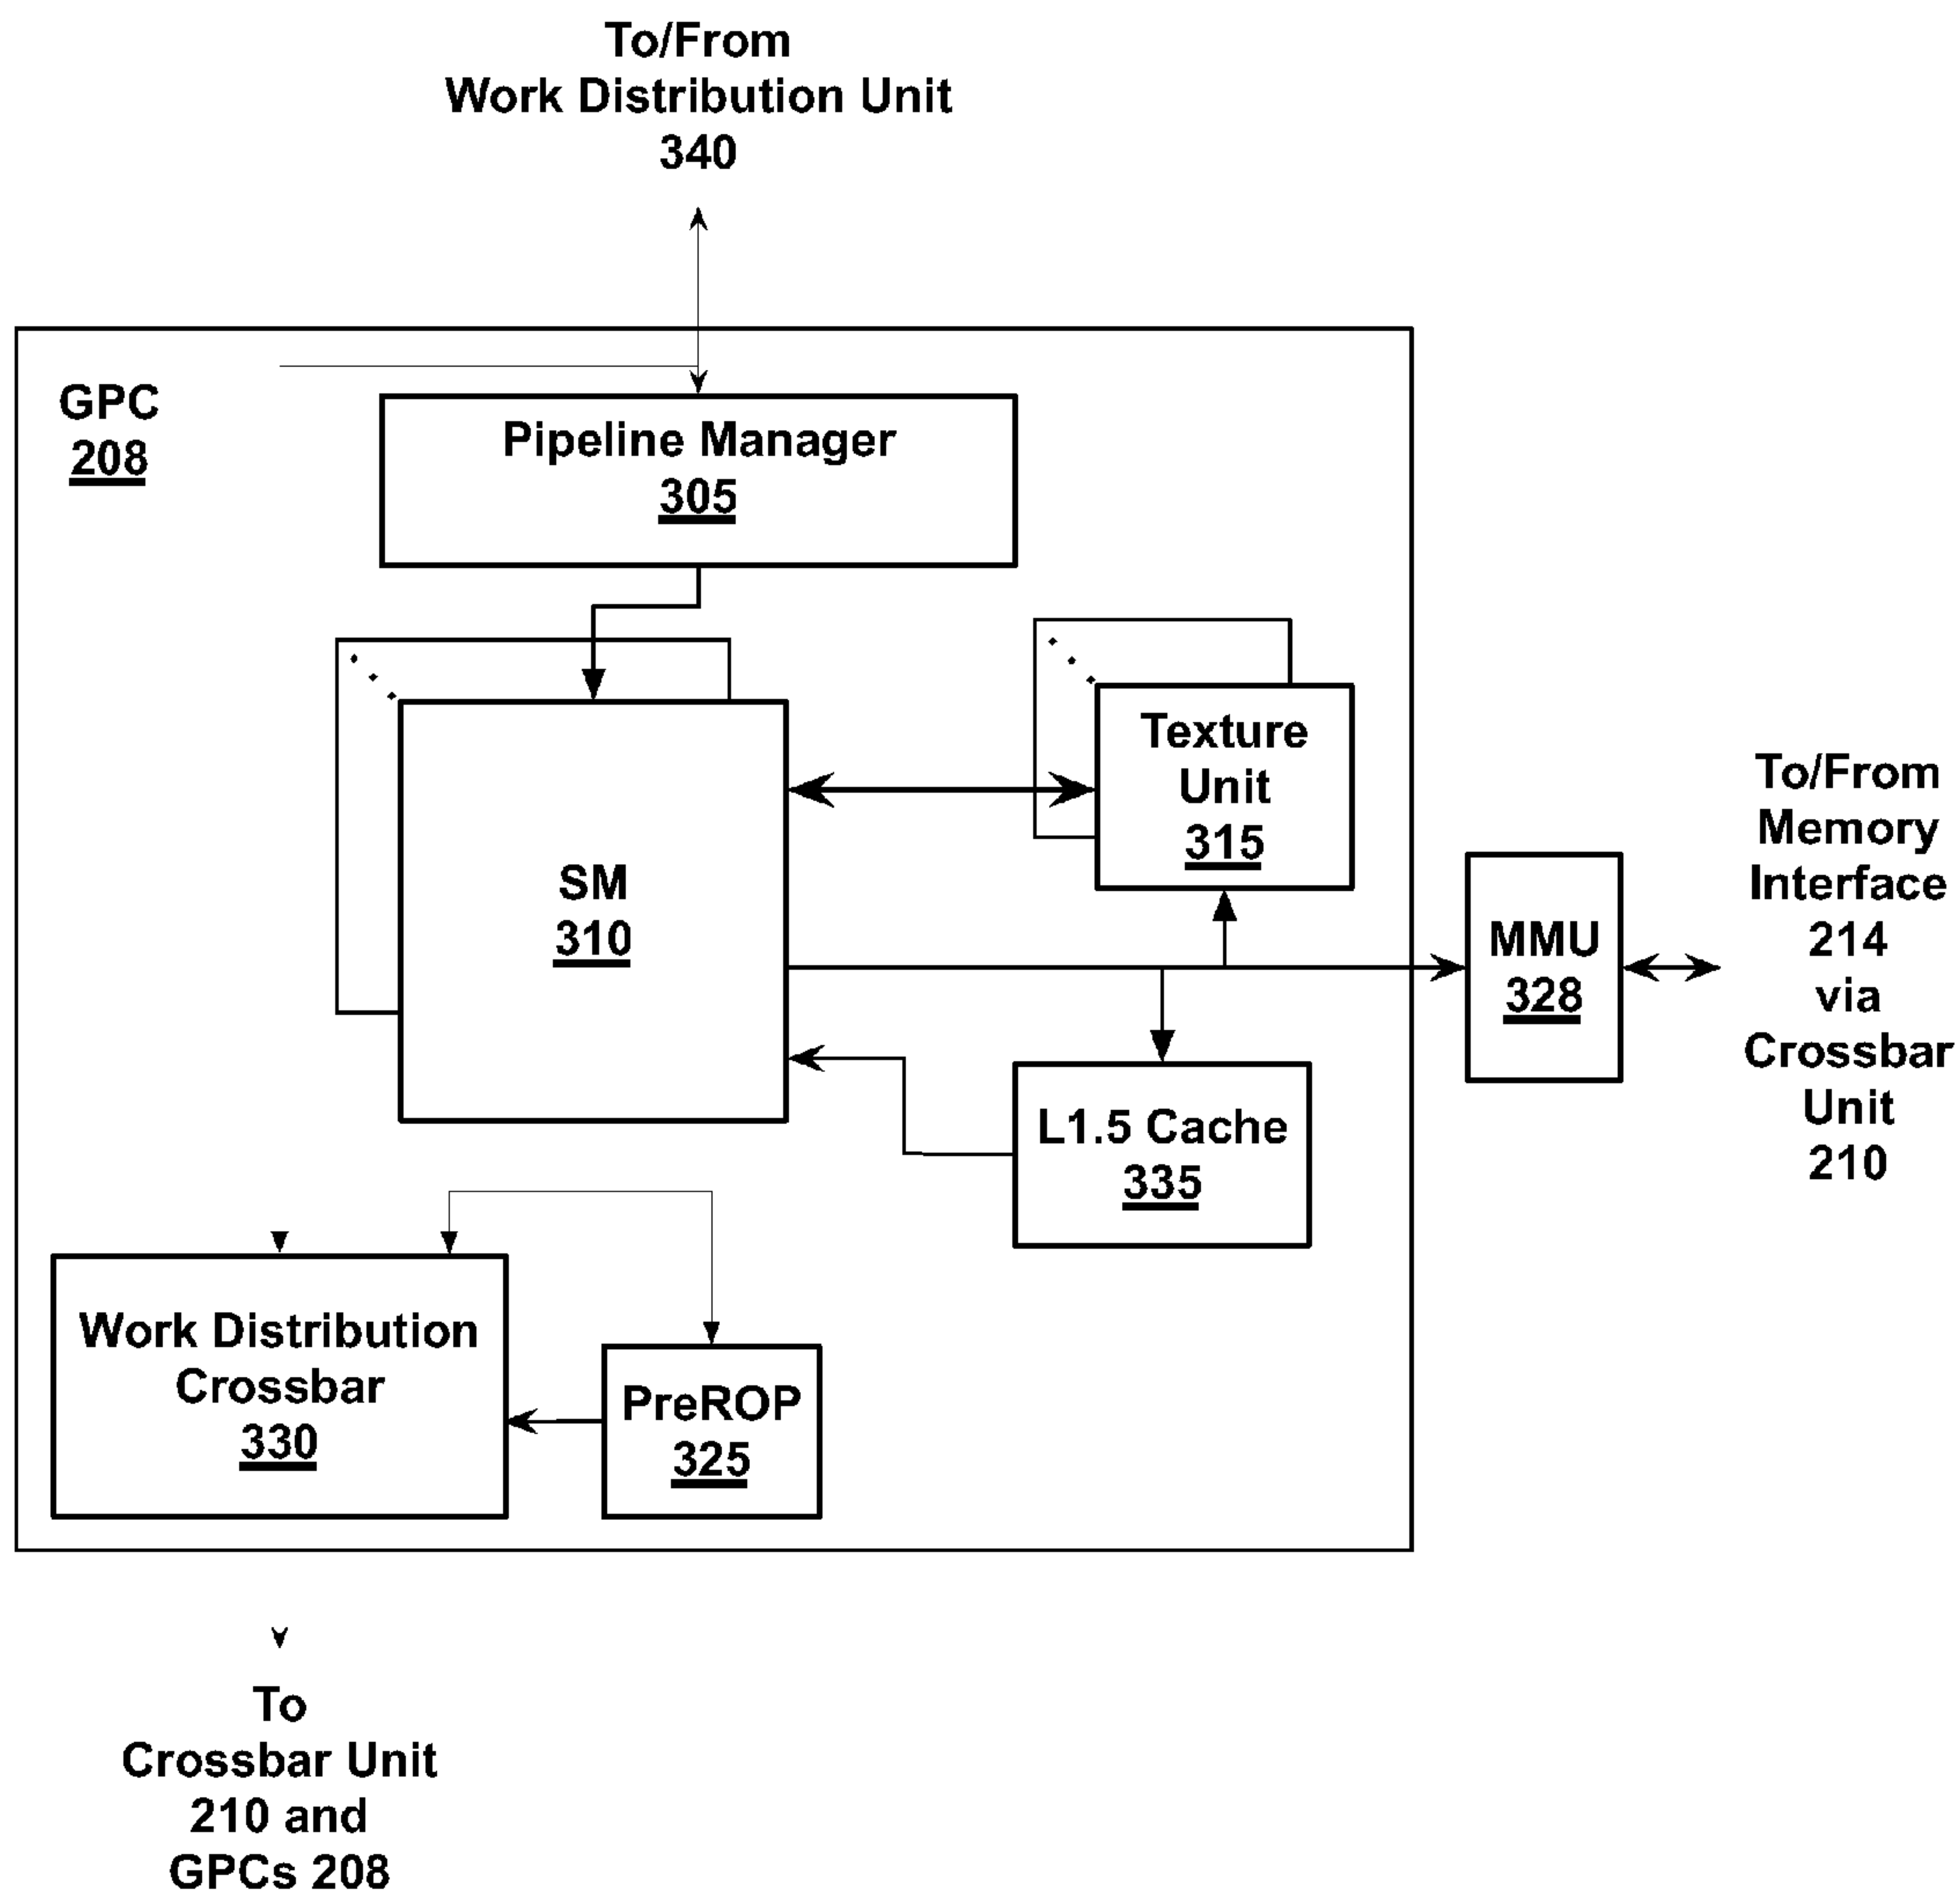 To/From
Work Distribution Unit
340
GPC
208
Pipeline Manager
305
Texture
Unit
315
SM
310
To/From
Memory
Interface
214
via
Crossbar
Unit
210
MMU
328
L1.5 Cache
335
Work Distribution
Crossbar
330
PreROP
325
To
Crossbar Unit
210 and
GPCs 208